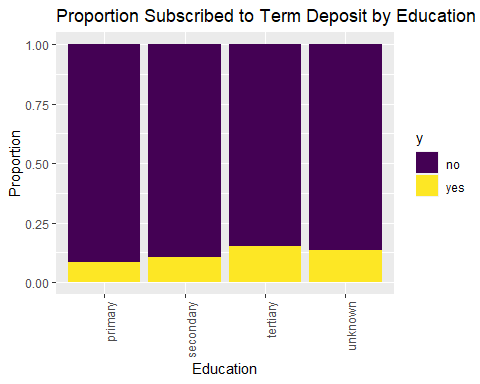 Proportion Subscribed to Term Deposit by Education
1.00
0.75
0.50
0.25
0.00
Proportion
primary
secondary
tertiary
unknown
Education
y
no
yes